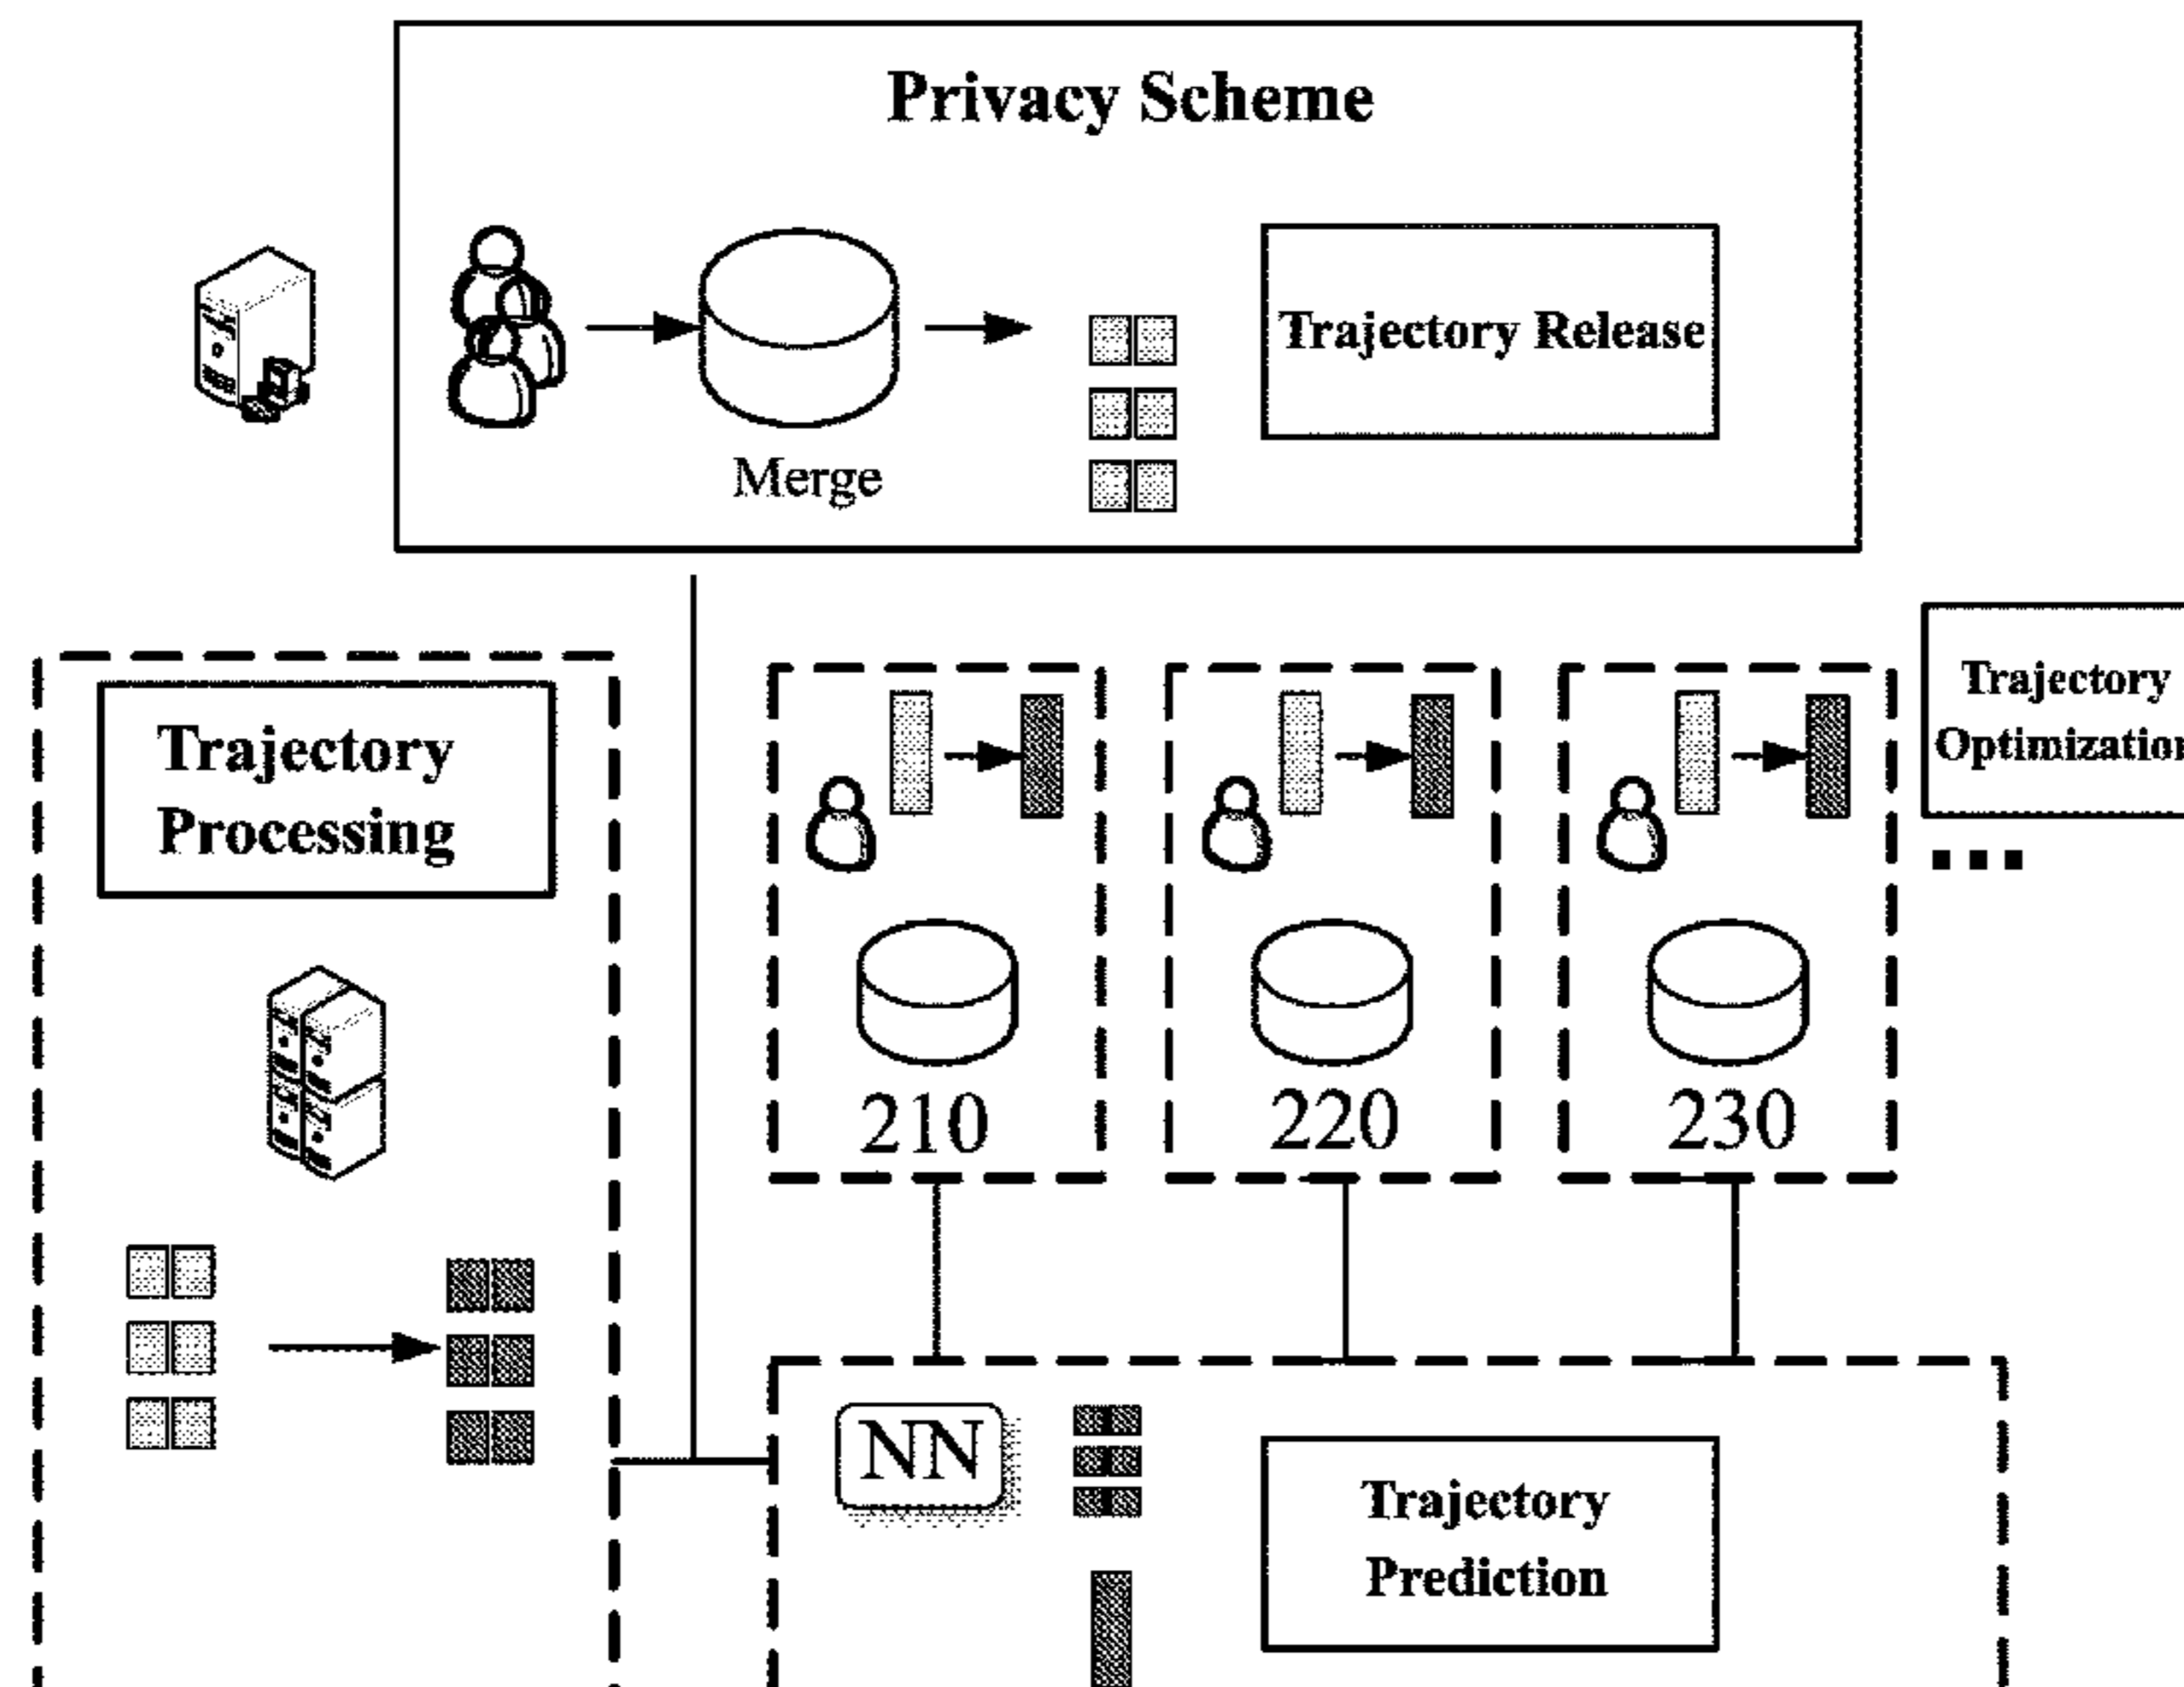 Privacy Scheme
Trajectory Release
Merge
Trajectory
Processing
Trajectory
Optimization
...
210
220
230
NN
Trajectory
Prediction